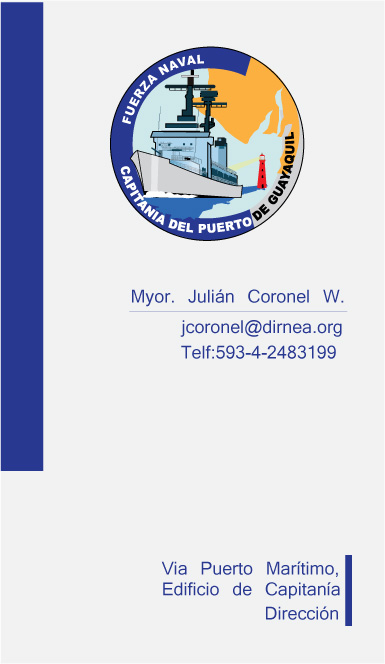 FUERZA NAVAL
CAPITANIA DEL PUERTO DE GUAYAQUIL
Myor. Julián Coronel W.
jcoronel@dirnea.org
Telf:593-4-2483199
Via Puerto Marítimo,
Edificio de Capitanía
Dirección